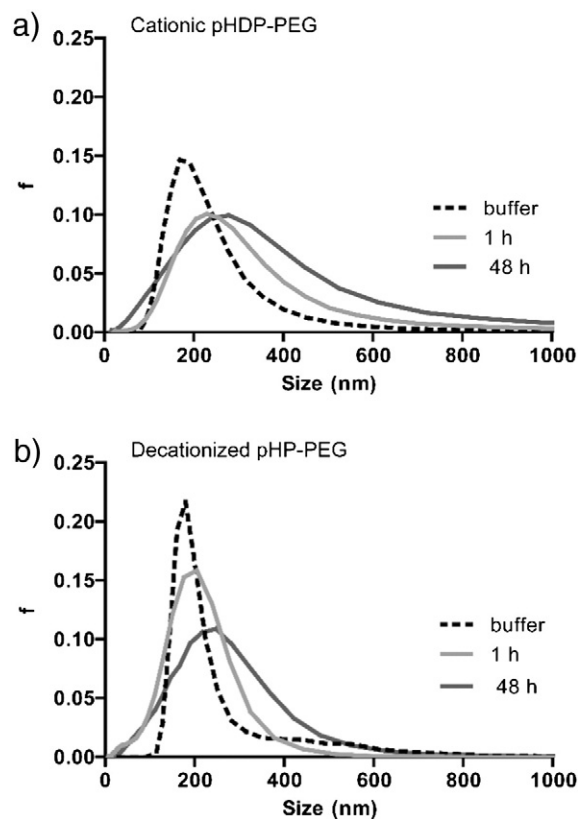 a) Cationic pHDP-PEG
0.25
0.20
0.15
0.10
0.05
0.00
f
buffer
1 h
48 h
0 200 400 600 800 1000
Size (nm)
b) Decationized pHP-PEG
0.25
0.20
0.15
0.10
0.05
0.00
f
buffer
1 h
48 h
0 200 400 600 800 1000
Size (nm)